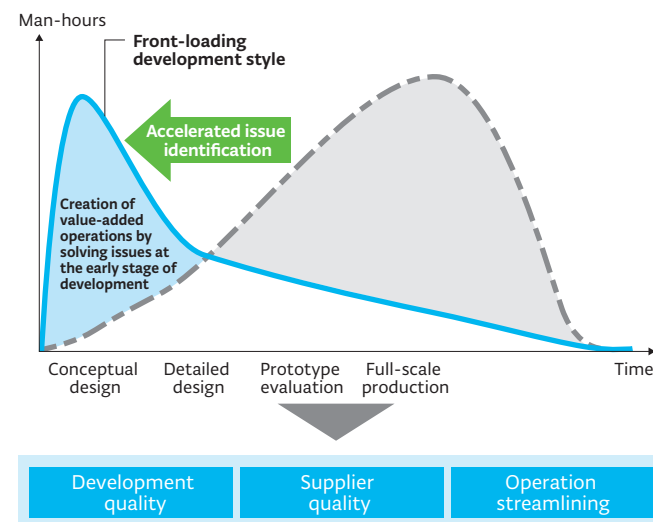 Man-hours
Front-loading
development style
Accelerated issue
identification
Creation of
value-added
operations by
solving issues at
the early stage of
development
Conceptual
design
Detailed
design
Prototype
evaluation
Full-scale
production
Time
Development
quality
Supplier
quality
Operation
streamlining